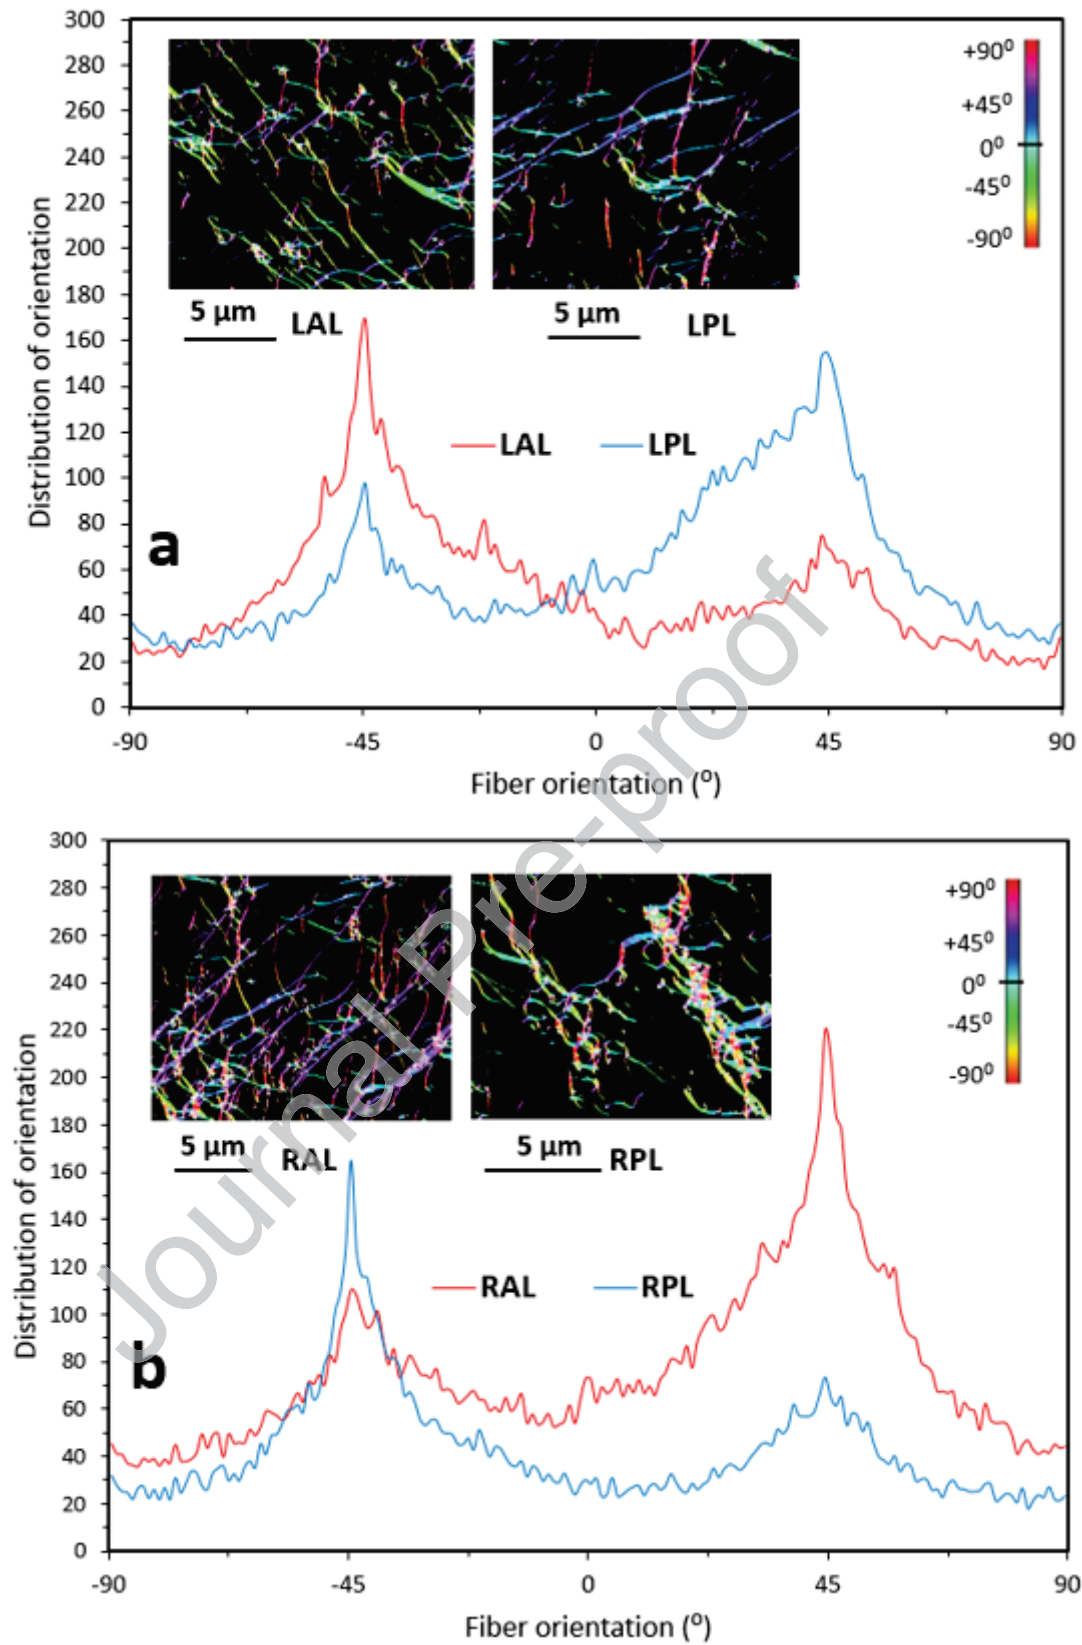 300
280
260
240
220
200
180
160
140
120
100
80
60
40
20
0
Distribution of orientation
+90⁰
+45⁰
0⁰
-45⁰
-90⁰
5 µm LAL
5 µm LPL
LAL LPL
a
-90 -45 0 45 90
Fiber orientation (⁰)
300
280
260
240
220
200
180
160
140
120
100
80
60
40
20
0
Distribution of orientation
+90⁰
+45⁰
0⁰
-45⁰
-90⁰
5 µm RAL
5 µm RPL
RAL RPL
b
-90 -45 0 45 90
Fiber orientation (⁰)
Journal Pre-proof